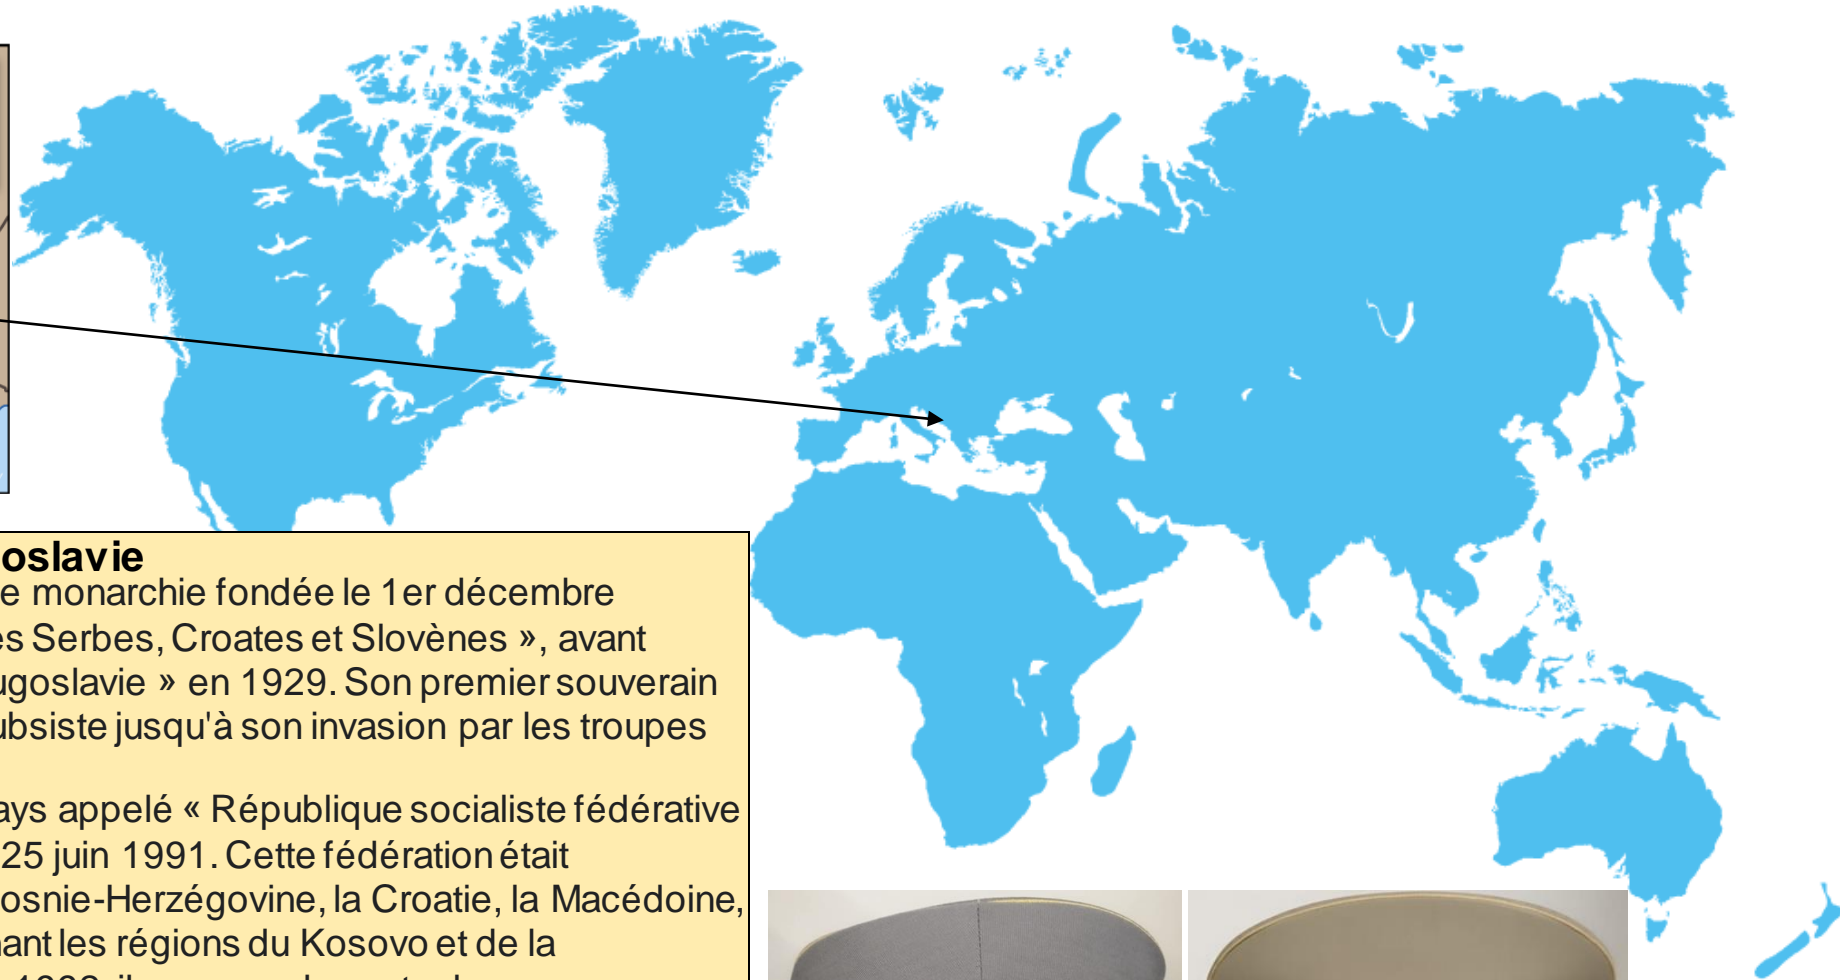 oslavie
e monarchie fondée le 1er décembre
es Serbes, Croates et Slovènes », avant
ugoslavie » en 1929. Son premier souverain
ubsiste jusqu'à son invasion par les troupes
ays appelé « République socialiste fédérative
25 juin 1991. Cette fédération était
osnie-Herzégovine, la Croatie, la Macédoine,
nant les régions du Kosovo et de la